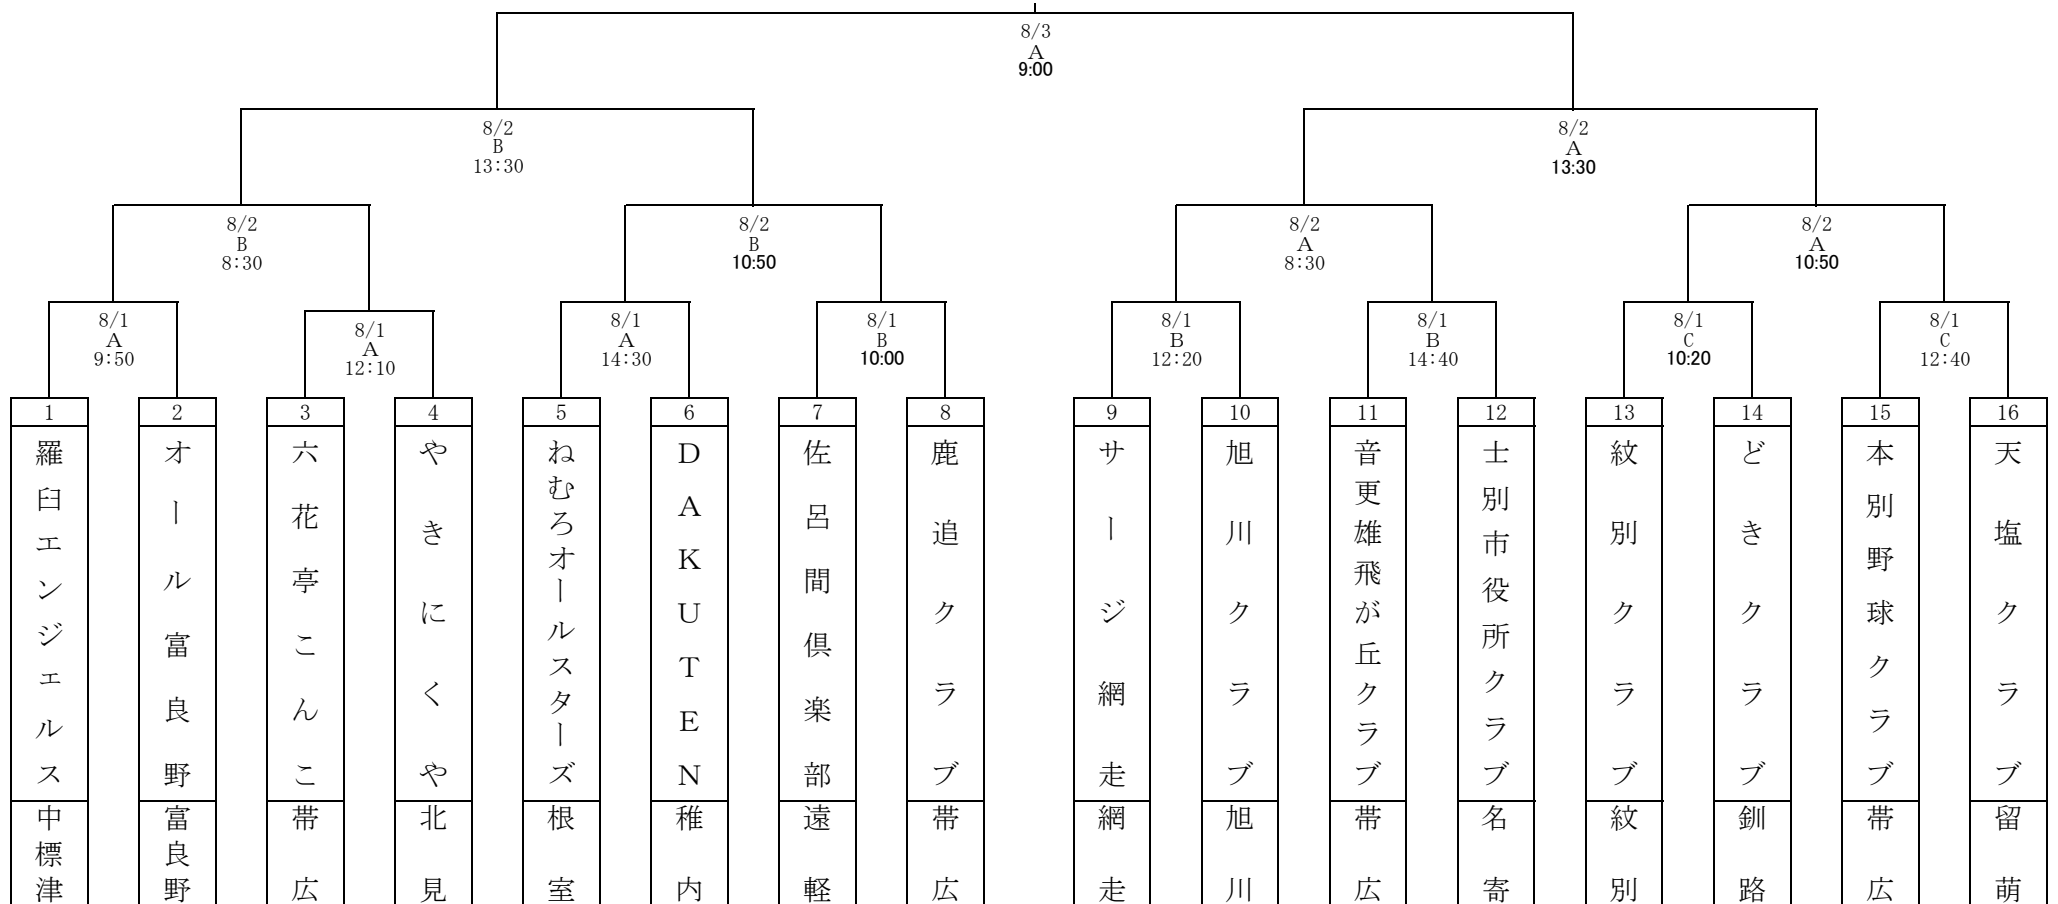 8/3
A
9:00
8/2
B
13:30
8/2
A
13:30
8/2
B
8:30
8/2
B
10:50
8/2
A
8:30
8/2
A
10:50
8/1
A
9:50
8/1
A
12:10
8/1
A
14:30
8/1
B
10:00
8/1
B
12:20
8/1
B
14:40
8/1
C
10:20
8/1
C
12:40
1
羅臼エンジェルス
中標津
2
オール富良野
富良野
3
六花亭こんこ
帯広
4
やきにくや
北見
5
ねむろオールスターズ
根室
6
DAKUTEN
稚内
7
佐呂間倶楽部
遠軽
8
鹿追クラブ
帯広
9
サージ網走
網走
10
旭川クラブ
旭川
11
音更雄飛が丘クラブ
帯広
12
士別市役所クラブ
名寄
13
紋別クラブ
紋別
14
どきクラブ
釧路
15
本別野球クラブ
帯広
16
天塩クラブ
留萌